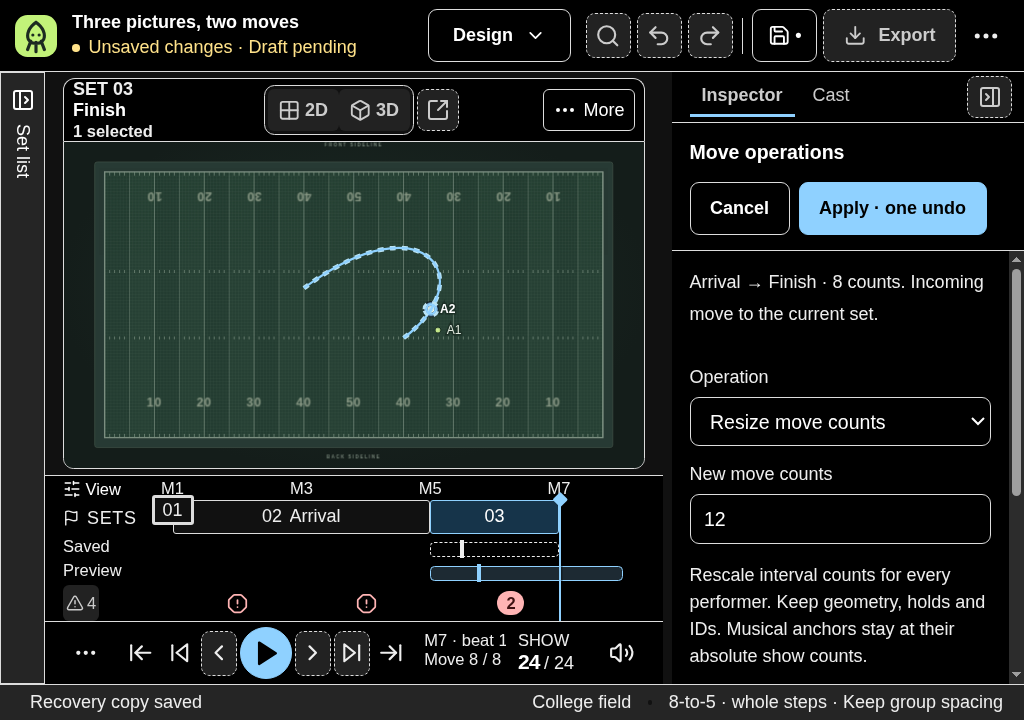 Three pictures, two moves
Unsaved changes · Draft pending
Design
Export
Set list
SET 03
Finish
1 selected
2D
3D
More
FRONT SIDELINE
10 20 30 40 50 40 30 20 10
A2
A1
10 20 30 40 50 40 30 20 10
BACK SIDELINE
View
M1 M3 M5 M7
SETS
01
02 Arrival
03
Saved
Preview
4
2
M7 · beat 1
Move 8 / 8
SHOW
24 / 24
Inspector
Cast
Move operations
Cancel
Apply · one undo
Arrival → Finish · 8 counts. Incoming
move to the current set.
Operation
Resize move counts
New move counts
12
Rescale interval counts for every
performer. Keep geometry, holds and
IDs. Musical anchors stay at their
absolute show counts.
Recovery copy saved
College field · 8-to-5 · whole steps · Keep group spacing